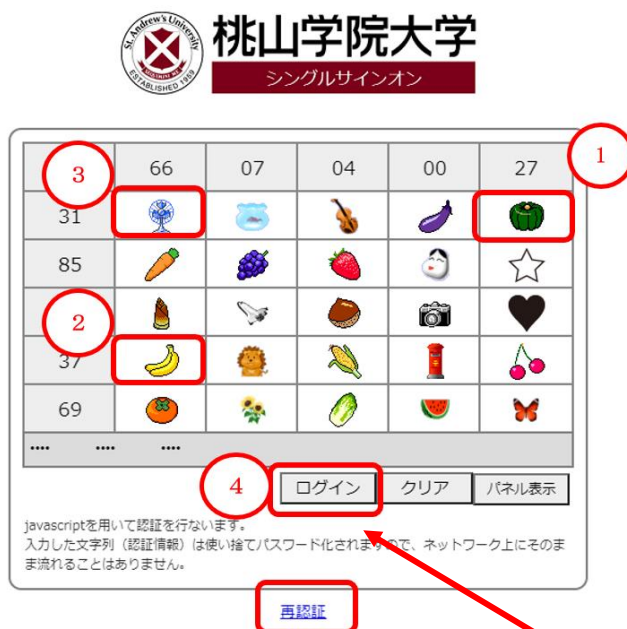 St. Andrew's University
ESTABLISHED 1959
桃山学院大学
シングルサインオン
1
3
66 07 04 00 27
31
85
2
37
69
•••• •••• ••••
4
ログイン クリア パネル表示
javascriptを用いて認証を行ないます。
入力した文字列（認証情報）は使い捨てパスワード化されますので、ネットワーク上にそのま
ま流れることはありません。
再認証